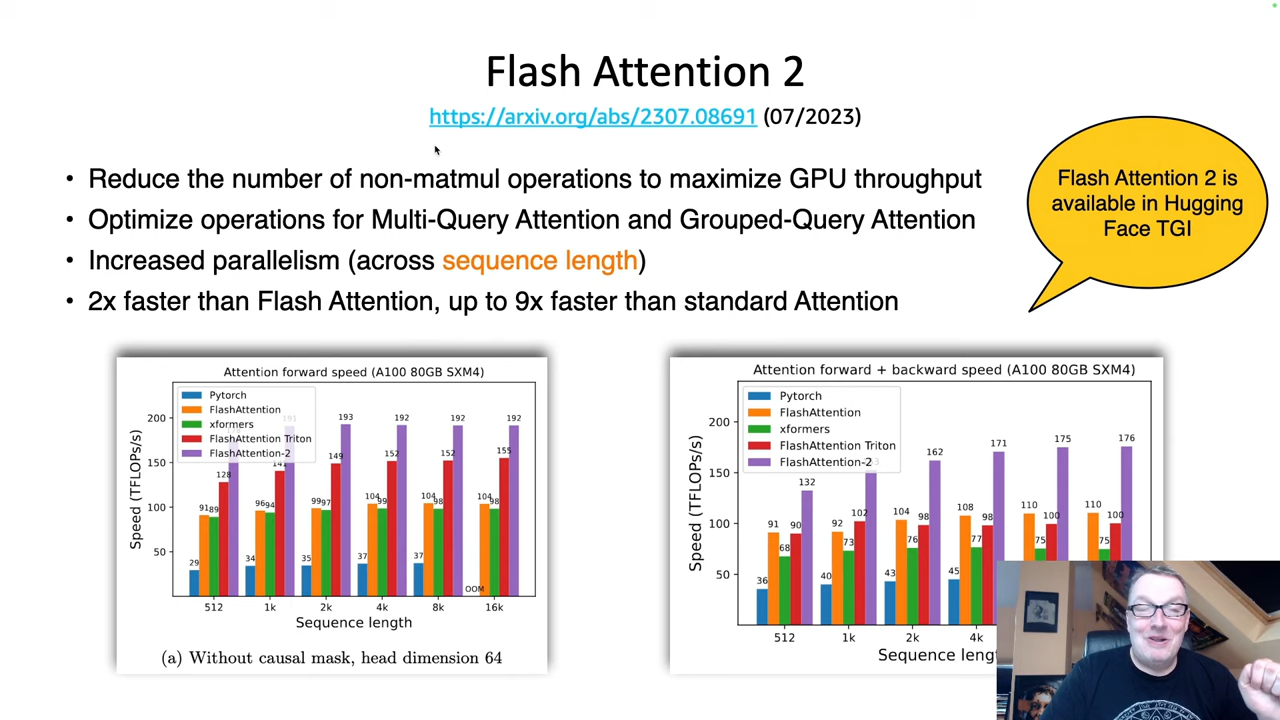 Flash Attention 2
https://arxiv.org/abs/2307.08691 (07/2023)
• Reduce the number of non-matmul operations to maximize GPU throughput
• Optimize operations for Multi-Query Attention and Grouped-Query Attention
• Increased parallelism (across sequence length)
• 2x faster than Flash Attention, up to 9x faster than standard Attention
Flash Attention 2 is
available in Hugging
Face TGI
Attention forward speed (A100 80GB SXM4)
Pytorch
FlashAttention
xformers
FlashAttention Triton
FlashAttention-2
Speed (TFLOPs/s)
200
150
100
50
29 91 89 128
34 96 94 141 191
35 99 97 149 193
37 104 99 152 192
37 104 98 152 192
OOM 104 98 155 192
512 1k 2k 4k 8k 16k
Sequence length
(a) Without causal mask, head dimension 64
Attention forward + backward speed (A100 80GB SXM4)
Pytorch
FlashAttention
xformers
FlashAttention Triton
FlashAttention-2
Speed (TFLOPs/s)
200
150
100
50
36 91 68 90 132
40 92 73 102
43 104 76 98 162
45 108 77 98 171
110 75 100 175
110 75 100 176
512 1k 2k 4k
Sequence leng